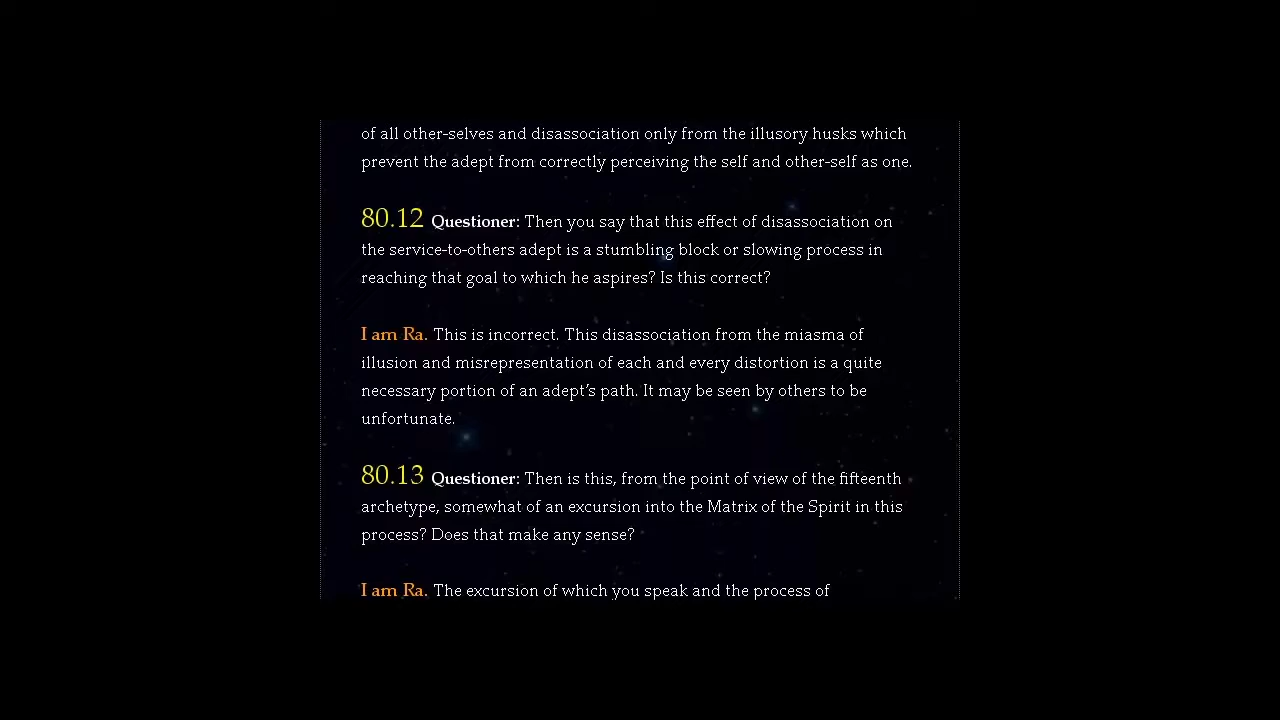 of all other-selves and disassociation only from the illusory husks which
prevent the adept from correctly perceiving the self and other-self as one.
80.12 Questioner: Then you say that this effect of disassociation on
the service-to-others adept is a stumbling block or slowing process in
reaching that goal to which he aspires? Is this correct?
I am Ra. This is incorrect. This disassociation from the miasma of
illusion and misrepresentation of each and every distortion is a quite
necessary portion of an adept’s path. It may be seen by others to be
unfortunate.
80.13 Questioner: Then is this, from the point of view of the fifteenth
archetype, somewhat of an excursion into the Matrix of the Spirit in this
process? Does that make any sense?
I am Ra. The excursion of which you speak and the process of